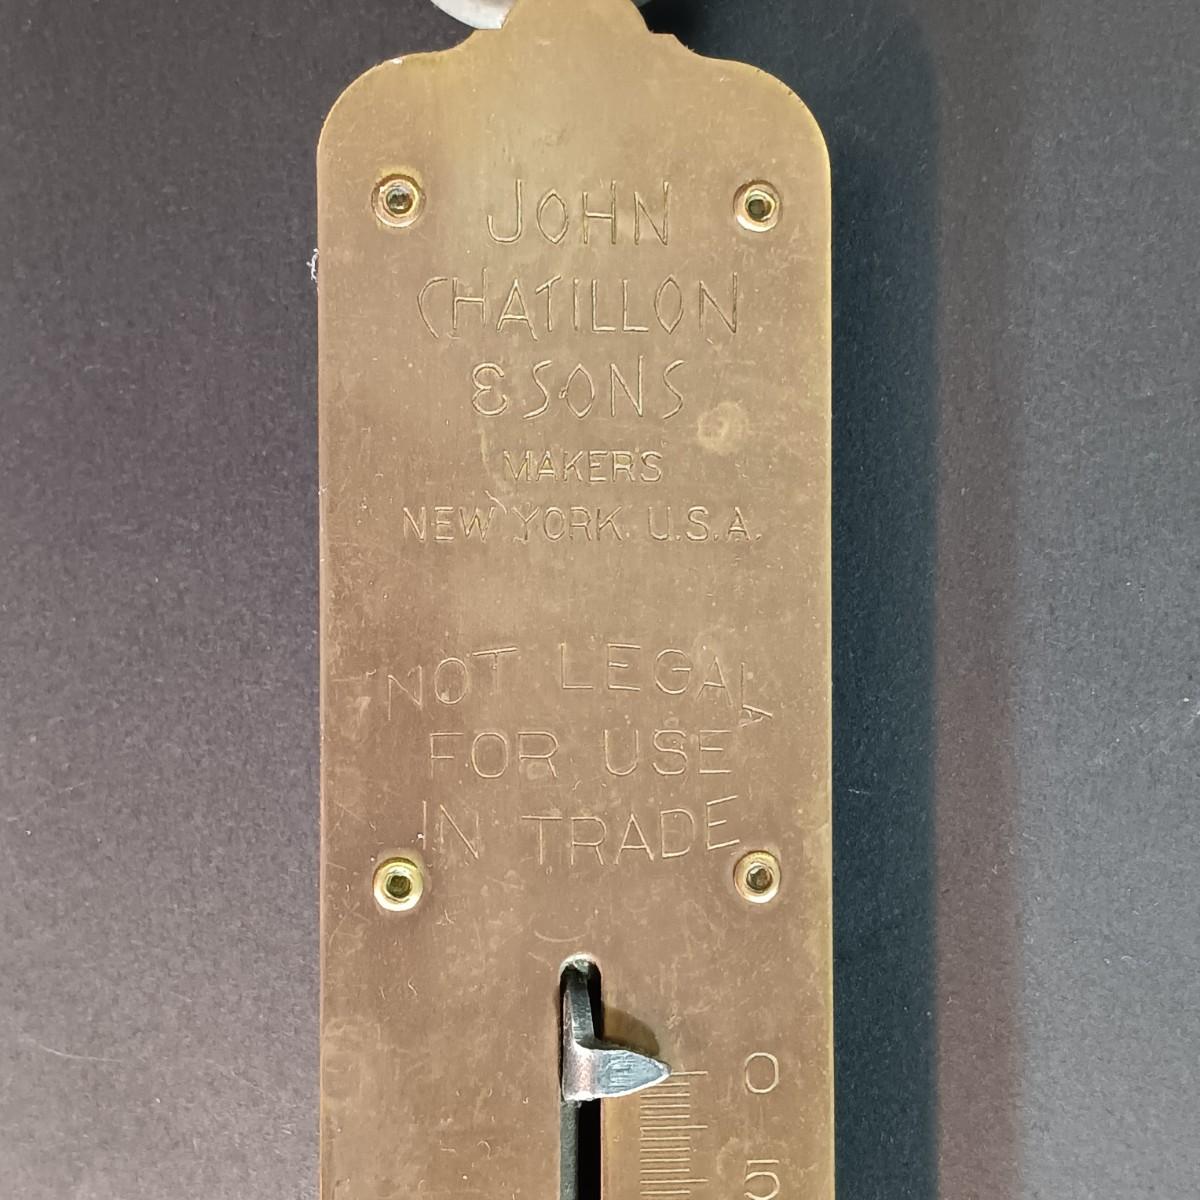 JOHN
CHATILLON
& SONS
MAKERS
NEW YORK. U.S.A.
NOT LEGAL
FOR USE
IN TRADE
0
5